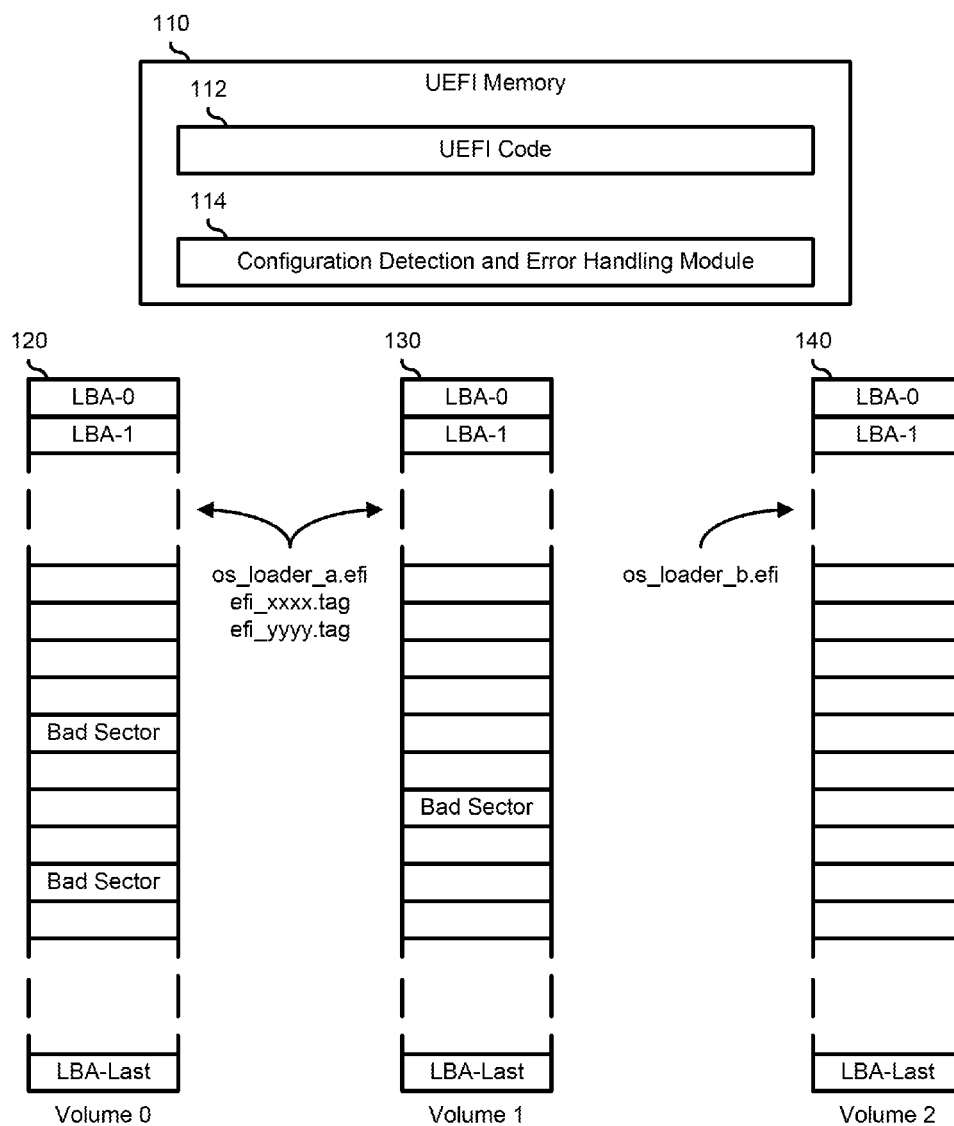 110
UEFI Memory
112
UEFI Code
114
Configuration Detection and Error Handling Module
120
130
140
LBA-0
LBA-0
LBA-0
LBA-1
LBA-1
LBA-1
os_loader_a.efi
efi_xxxx.tag
efi_yyyy.tag
os_loader_b.efi
Bad Sector
Bad Sector
Bad Sector
LBA-Last
LBA-Last
LBA-Last
Volume 0
Volume 1
Volume 2